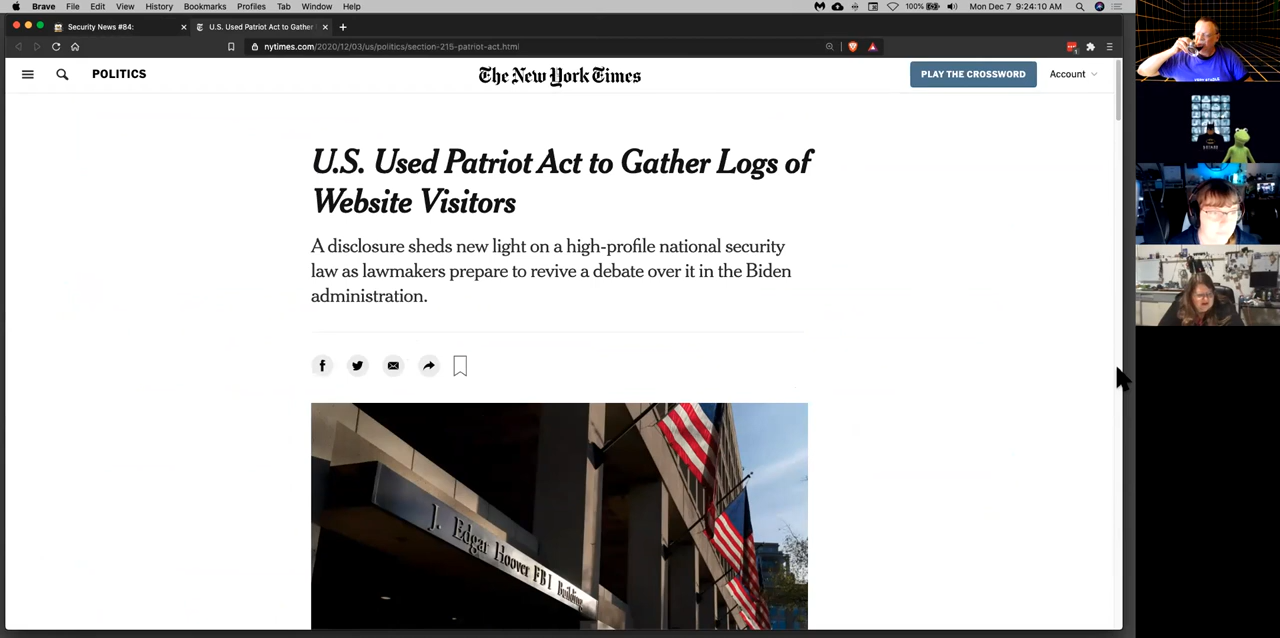 Brave File Edit View History Bookmarks Profiles Tab Window Help 100% Mon Dec 7 9:24:10 AM
Security News #84: U.S. Used Patriot Act to Gather
nytimes.com/2020/12/03/us/politics/section-215-patriot-act.html
POLITICS The New York Times PLAY THE CROSSWORD Account
U.S. Used Patriot Act to Gather Logs of
Website Visitors
A disclosure sheds new light on a high-profile national security
law as lawmakers prepare to revive a debate over it in the Biden
administration.
J. Edgar Hoover FBI Building